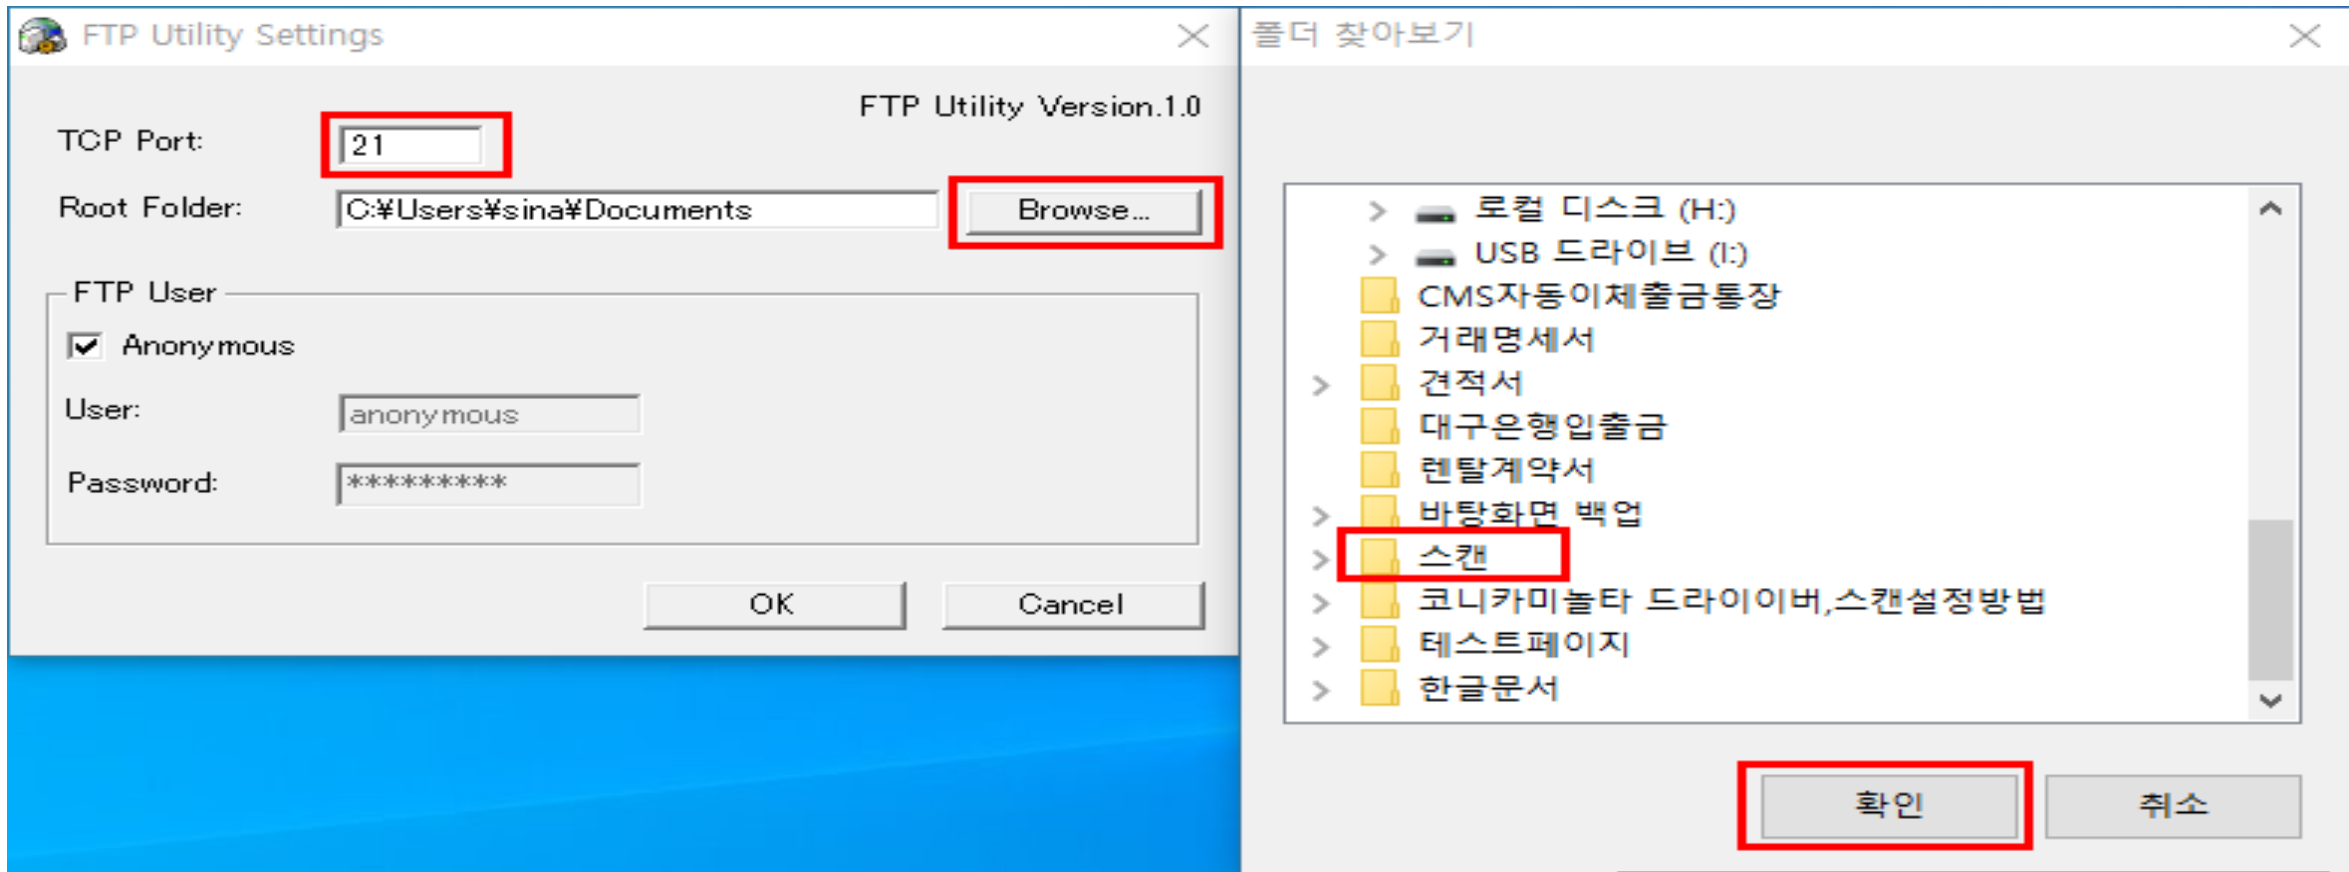 FTP Utility Settings
FTP Utility Version.1.0
TCP Port:
21
Root Folder:
C:¥Users¥sina¥Documents
Browse...
FTP User
Anonymous
User:
anonymous
Password:
*********
OK
Cancel
폴더 찾아보기
로컬 디스크 (H:)
USB 드라이브 (I:)
CMS자동이체출금통장
거래명세서
견적서
대구은행입출금
렌탈계약서
바탕화면 백업
스캔
코니카미놀타 드라이이버,스캔설정방법
테스트페이지
한글문서
확인
취소